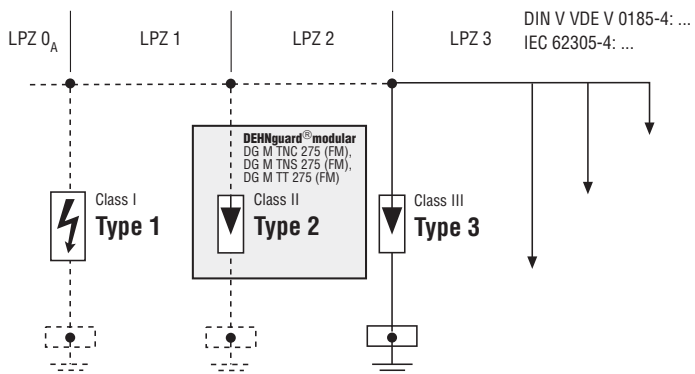 LPZ 0A
LPZ 1
LPZ 2
LPZ 3
DIN V VDE V 0185-4: ...
IEC 62305-4: ...
DEHNguard®modular
DG M TNC 275 (FM),
DG M TNS 275 (FM),
DG M TT 275 (FM)
Class I
Type 1
Class II
Type 2
Class III
Type 3